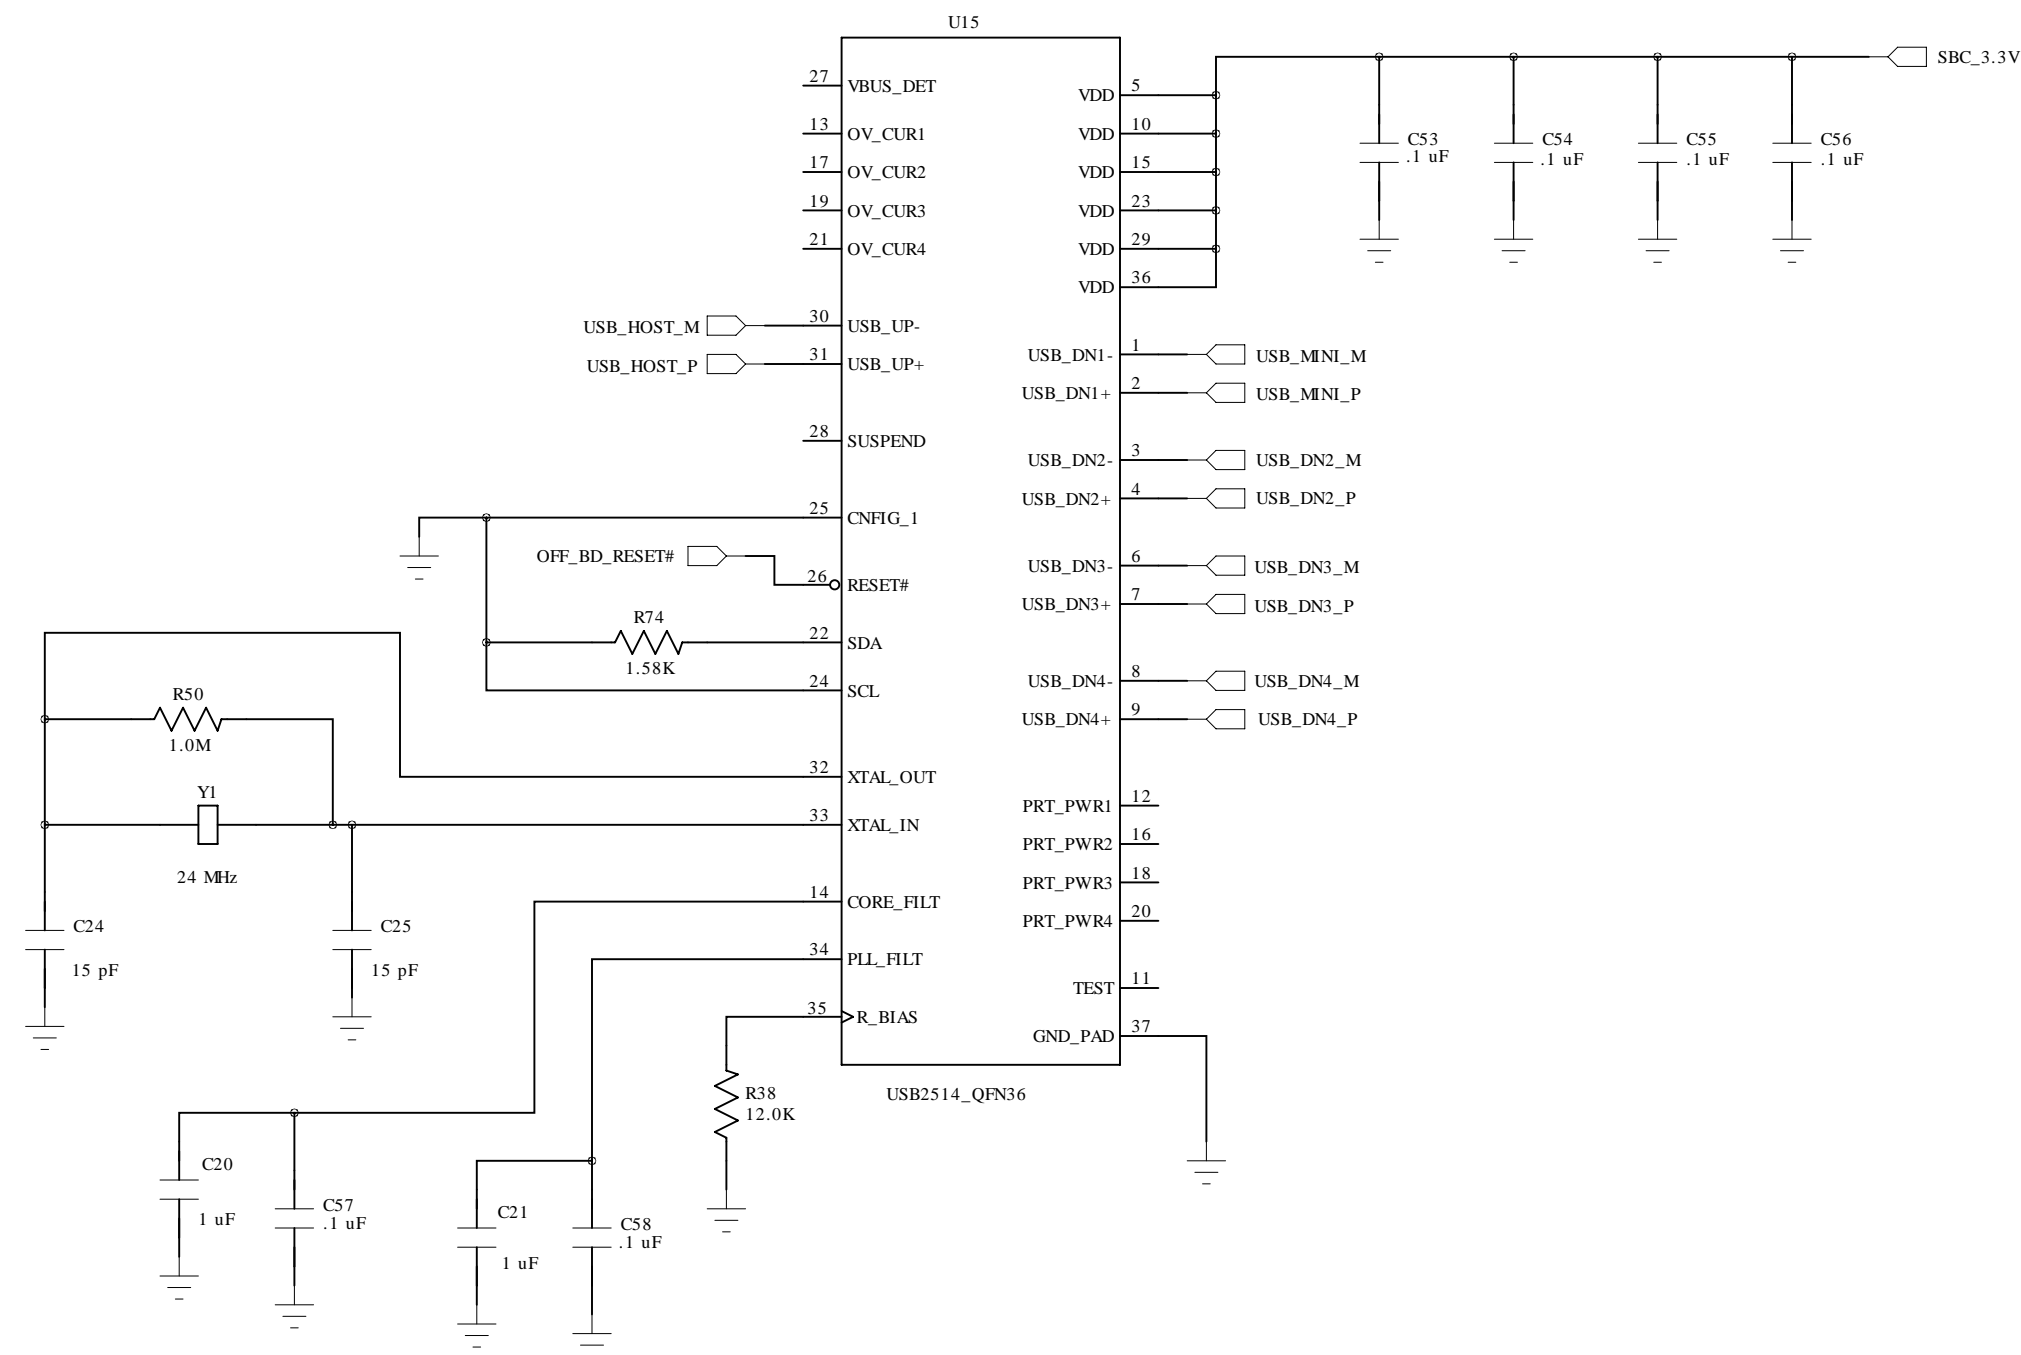 U15
27 VBUS_DET
13 OV_CUR1
17 OV_CUR2
19 OV_CUR3
21 OV_CUR4
USB_HOST_M 30 USB_UP-
USB_HOST_P 31 USB_UP+
28 SUSPEND
25 CNFIG_1
OFF_BD_RESET# 26 RESET#
R74
22 SDA
1.58K
24 SCL
R50
1.0M
32 XTAL_OUT
Y1
33 XTAL_IN
24 MHz
14 CORE_FILT
C24
15 pF
C25
15 pF
34 PLL_FILT
35 R_BIAS
R38
12.0K
C20
1 uF
C57
.1 uF
C21
1 uF
C58
.1 uF
VDD 5
VDD 10
VDD 15
VDD 23
VDD 29
VDD 36
SBC_3.3V
C53
.1 uF
C54
.1 uF
C55
.1 uF
C56
.1 uF
USB_DN1- 1 USB_MINI_M
USB_DN1+ 2 USB_MINI_P
USB_DN2- 3 USB_DN2_M
USB_DN2+ 4 USB_DN2_P
USB_DN3- 6 USB_DN3_M
USB_DN3+ 7 USB_DN3_P
USB_DN4- 8 USB_DN4_M
USB_DN4+ 9 USB_DN4_P
PRT_PWR1 12
PRT_PWR2 16
PRT_PWR3 18
PRT_PWR4 20
TEST 11
GND_PAD 37
USB2514_QFN36